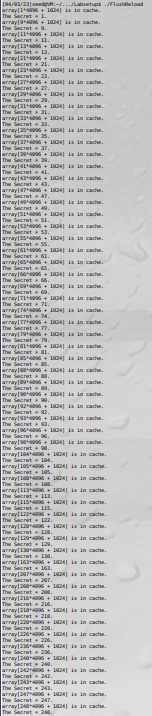 [04/03/23]seed@VM:~/.../Labsetup$ ./FlushReload
array[1*4096 + 1024] is in cache.
The Secret = 1.
array[9*4096 + 1024] is in cache.
The Secret = 9.
array[11*4096 + 1024] is in cache.
The Secret = 11.
array[13*4096 + 1024] is in cache.
The Secret = 13.
array[21*4096 + 1024] is in cache.
The Secret = 21.
array[23*4096 + 1024] is in cache.
The Secret = 23.
array[27*4096 + 1024] is in cache.
The Secret = 27.
array[29*4096 + 1024] is in cache.
The Secret = 29.
array[31*4096 + 1024] is in cache.
The Secret = 31.
array[33*4096 + 1024] is in cache.
The Secret = 33.
array[35*4096 + 1024] is in cache.
The Secret = 35.
array[37*4096 + 1024] is in cache.
The Secret = 37.
array[39*4096 + 1024] is in cache.
The Secret = 39.
array[41*4096 + 1024] is in cache.
The Secret = 41.
array[43*4096 + 1024] is in cache.
The Secret = 43.
array[47*4096 + 1024] is in cache.
The Secret = 47.
array[49*4096 + 1024] is in cache.
The Secret = 49.
array[51*4096 + 1024] is in cache.
The Secret = 51.
array[53*4096 + 1024] is in cache.
The Secret = 53.
array[55*4096 + 1024] is in cache.
The Secret = 55.
array[61*4096 + 1024] is in cache.
The Secret = 61.
array[65*4096 + 1024] is in cache.
The Secret = 65.
array[66*4096 + 1024] is in cache.
The Secret = 66.
array[69*4096 + 1024] is in cache.
The Secret = 69.
array[71*4096 + 1024] is in cache.
The Secret = 71.
array[74*4096 + 1024] is in cache.
The Secret = 74.
array[77*4096 + 1024] is in cache.
The Secret = 77.
array[79*4096 + 1024] is in cache.
The Secret = 79.
array[81*4096 + 1024] is in cache.
The Secret = 81.
array[85*4096 + 1024] is in cache.
The Secret = 85.
array[88*4096 + 1024] is in cache.
The Secret = 88.
array[89*4096 + 1024] is in cache.
The Secret = 89.
array[90*4096 + 1024] is in cache.
The Secret = 90.
array[92*4096 + 1024] is in cache.
The Secret = 92.
array[93*4096 + 1024] is in cache.
The Secret = 93.
array[96*4096 + 1024] is in cache.
The Secret = 96.
array[98*4096 + 1024] is in cache.
The Secret = 98.
array[104*4096 + 1024] is in cache.
The Secret = 104.
array[105*4096 + 1024] is in cache.
The Secret = 105.
array[108*4096 + 1024] is in cache.
The Secret = 108.
array[113*4096 + 1024] is in cache.
The Secret = 113.
array[115*4096 + 1024] is in cache.
The Secret = 115.
array[122*4096 + 1024] is in cache.
The Secret = 122.
array[128*4096 + 1024] is in cache.
The Secret = 128.
array[129*4096 + 1024] is in cache.
The Secret = 129.
array[130*4096 + 1024] is in cache.
The Secret = 130.
array[163*4096 + 1024] is in cache.
The Secret = 163.
array[207*4096 + 1024] is in cache.
The Secret = 207.
array[208*4096 + 1024] is in cache.
The Secret = 208.
array[216*4096 + 1024] is in cache.
The Secret = 216.
array[218*4096 + 1024] is in cache.
The Secret = 218.
array[220*4096 + 1024] is in cache.
The Secret = 220.
array[226*4096 + 1024] is in cache.
The Secret = 226.
array[236*4096 + 1024] is in cache.
The Secret = 236.
array[240*4096 + 1024] is in cache.
The Secret = 240.
array[242*4096 + 1024] is in cache.
The Secret = 242.
array[243*4096 + 1024] is in cache.
The Secret = 243.
array[247*4096 + 1024] is in cache.
The Secret = 247.
array[248*4096 + 1024] is in cache.
The Secret = 248.